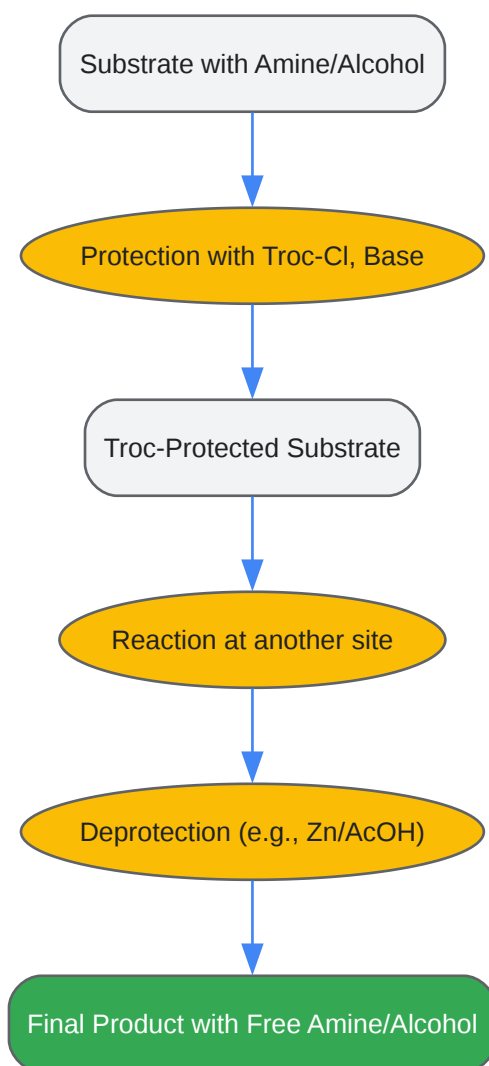 Substrate with Amine/Alcohol
Protection with Troc-Cl, Base
Troc-Protected Substrate
Reaction at another site
Deprotection (e.g., Zn/AcOH)
Final Product with Free Amine/Alcohol